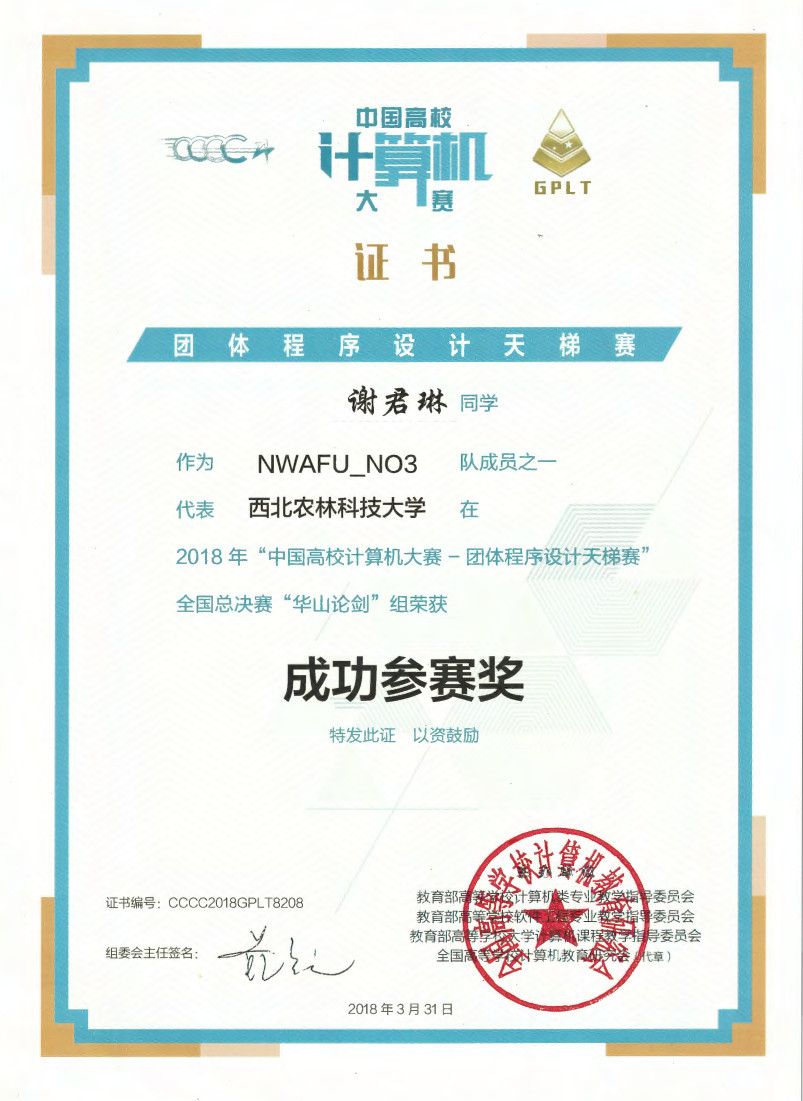 CCCC
中国高校
计算机
大赛
GPLT
证书
团体程序设计天梯赛
谢君琳 同学
作为 NWAFU_NO3 队成员之一
代表 西北农林科技大学 在
2018 年“中国高校计算机大赛 – 团体程序设计天梯赛”
全国总决赛“华山论剑”组荣获
成功参赛奖
特发此证 以资鼓励
证书编号：CCCC2018GPLT8208
组委会主任签名：
教育部高等学校计算机类专业教学指导委员会
教育部高等学校软件工程专业教学指导委员会
教育部高等学校大学计算机课程教学指导委员会
全国高等学校计算机教育研究会（代章）
全国高等学校计算机教育研究会
2018 年 3 月 31 日